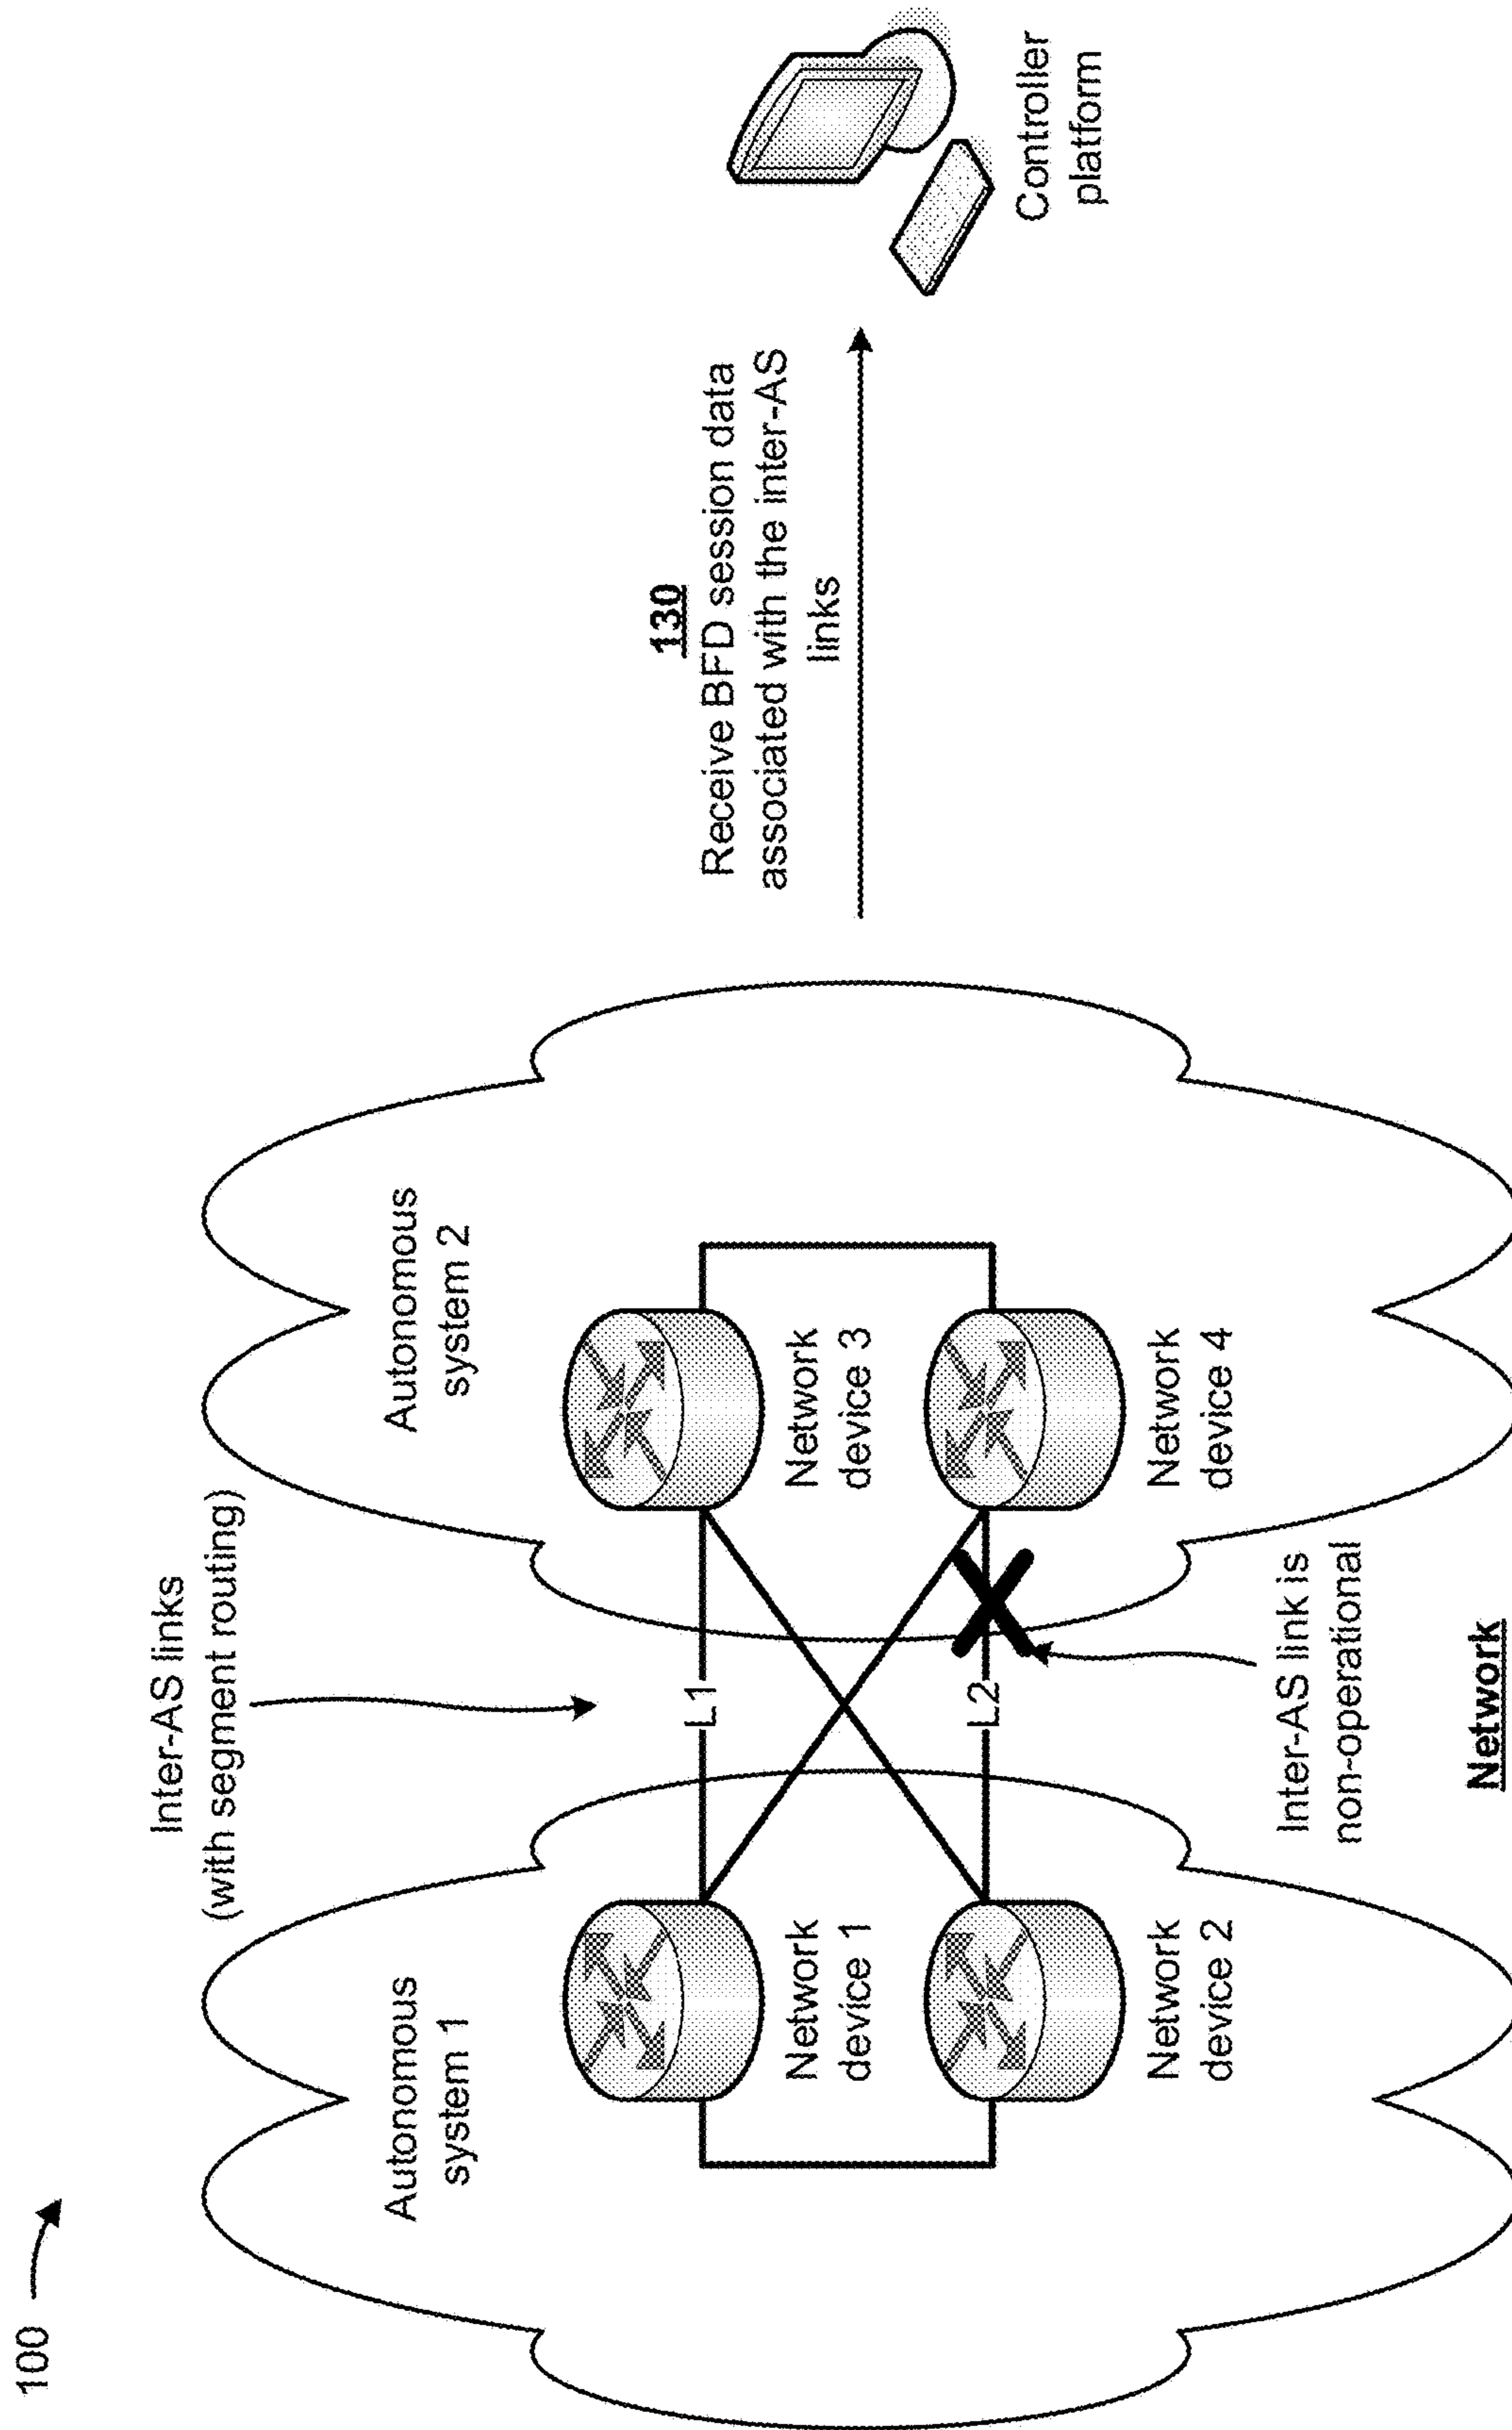 100
Inter-AS links
(with segment routing)
Autonomous
system 1
Autonomous
system 2
Network
device 1
Network
device 3
L1
L2
Network
device 2
Network
device 4
Inter-AS link is
non-operational
Network
130
Receive BFD session data
associated with the inter-AS
links
Controller
platform